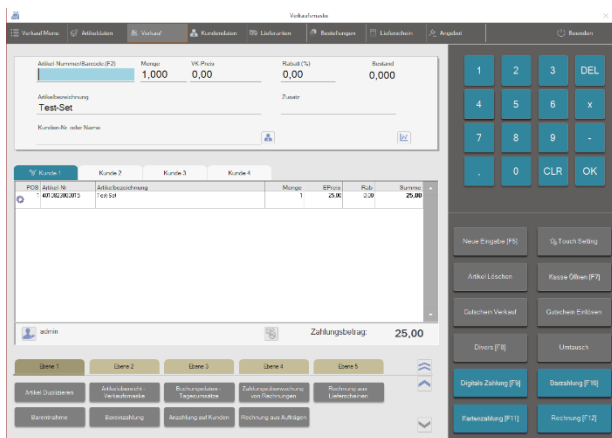 Verkaufsmaske
Verkauf Menu Artikeldaten Verkauf Kundendaten Lieferanten Bestellungen Lieferschein Angebot Beenden
Artikel-Nummer/Barcode (F2) Menge VK-Preis Rabatt (%) Bestand
1,000 0,00 0,00 0,000
Artikelbezeichnung Zusatz
Test-Set
Kunden-Nr. oder Name
Kunde 1 Kunde 2 Kunde 3 Kunde 4
POS Artikel Nr Artikelbezeichnung Menge EPreis Rab Summe
1 4010823003015 Test-Set 1 25,00 0,00 25,00
admin Zahlungsbetrag: 25,00
Ebene 1 Ebene 2 Ebene 3 Ebene 4 Ebene 5
Artikel Duplizieren
Artikelübersicht - Verkaufsmaske
Buchungsdaten - Tagesumsätze
Zahlungsüberwachung von Rechnungen
Rechnung aus Lieferscheinen
Barentnahme Bareinzahlung Anzahlung auf Kunden Rechnung aus Aufträgen
1 2 3 DEL
4 5 6 x
7 8 9 -
. 0 CLR OK
Neue Eingabe [F5] Touch Setting
Artikel Löschen Kasse Öffnen [F7]
Gutschein Verkauf Gutschein Einlösen
Divers [F8] Umtausch
Digitale Zahlung [F9] Barzahlung [F10]
Kartenzahlung [F11] Rechnung [F12]